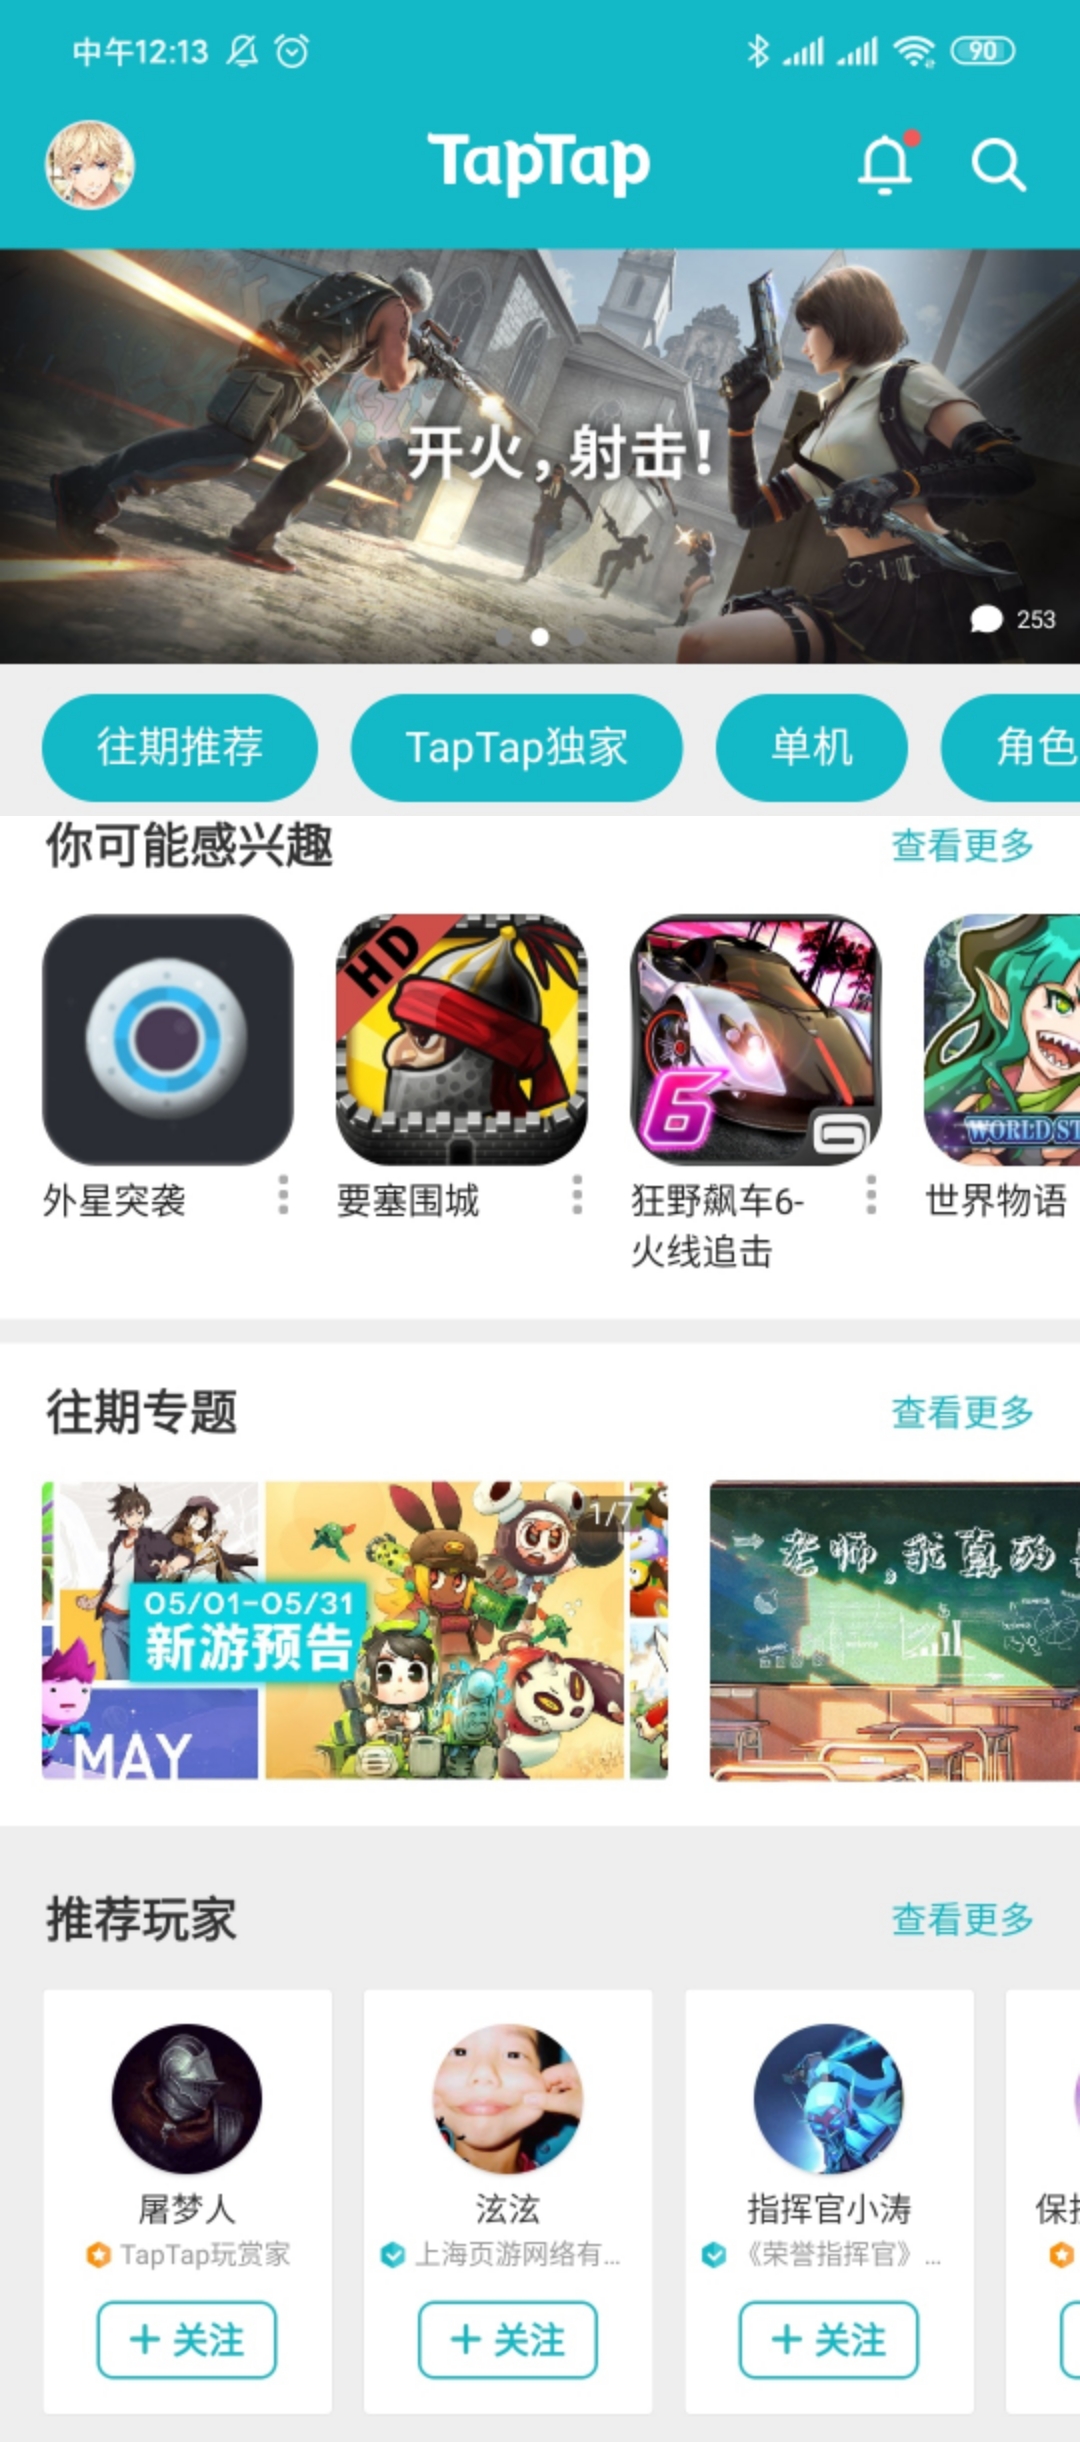 中午12:13
90
TapTap
开火，射击！
253
往期推荐
TapTap独家
单机
角色
你可能感兴趣
查看更多
HD
6
WORLD ST
外星突袭
要塞围城
狂野飙车6-
火线追击
世界物语
往期专题
查看更多
1/7
05/01-05/31
新游预告
MAY
老师，我真的
推荐玩家
查看更多
屠梦人
TapTap玩赏家
+ 关注
泫泫
上海页游网络有...
+ 关注
指挥官小涛
《荣誉指挥官》...
+ 关注